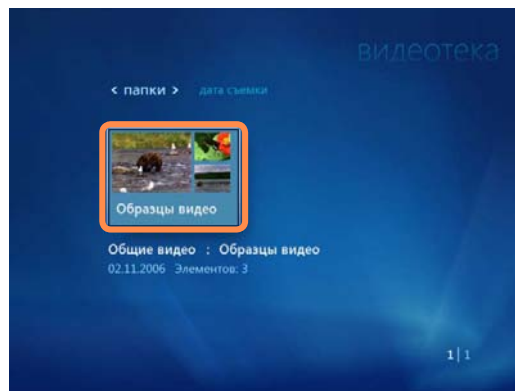 видеотека
< папки > дата съемки
Образцы видео
Общие видео : Образцы видео
02.11.2006 Элементов: 3
1|1